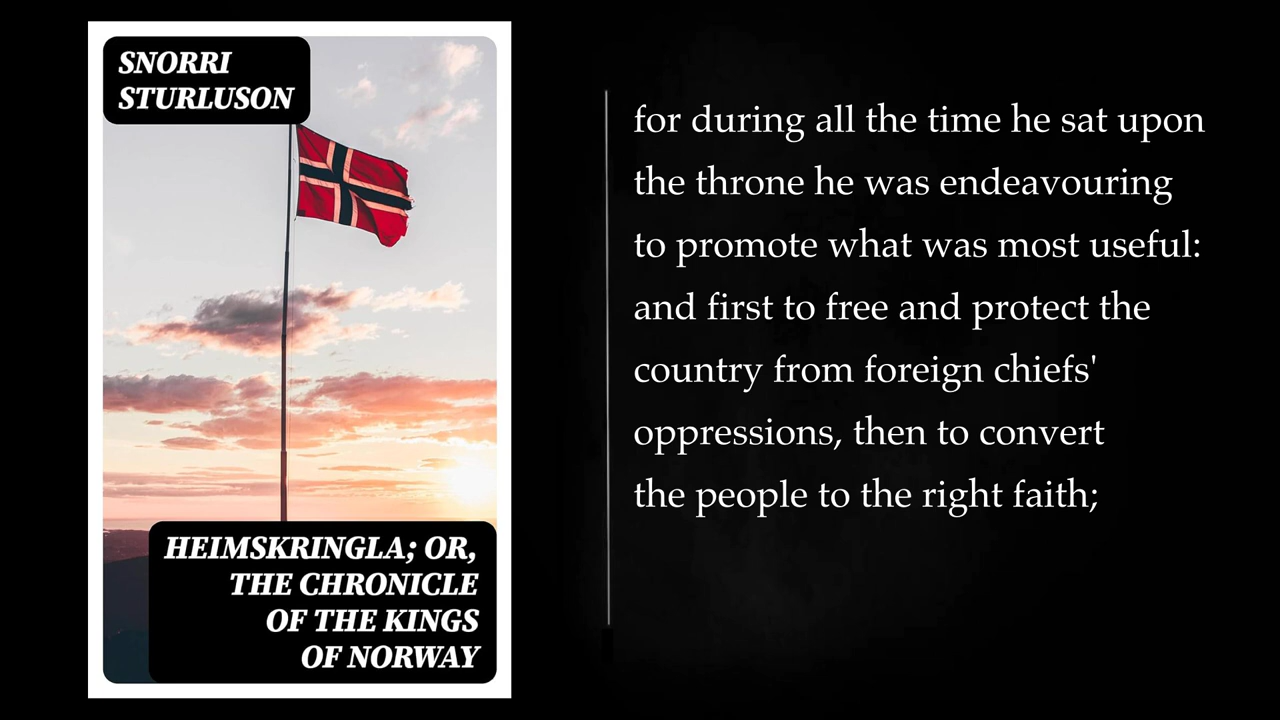 SNORRI
STURLUSON
HEIMSKRINGLA; OR,
THE CHRONICLE
OF THE KINGS
OF NORWAY
for during all the time he sat upon
the throne he was endeavouring
to promote what was most useful:
and first to free and protect the
country from foreign chiefs'
oppressions, then to convert
the people to the right faith;